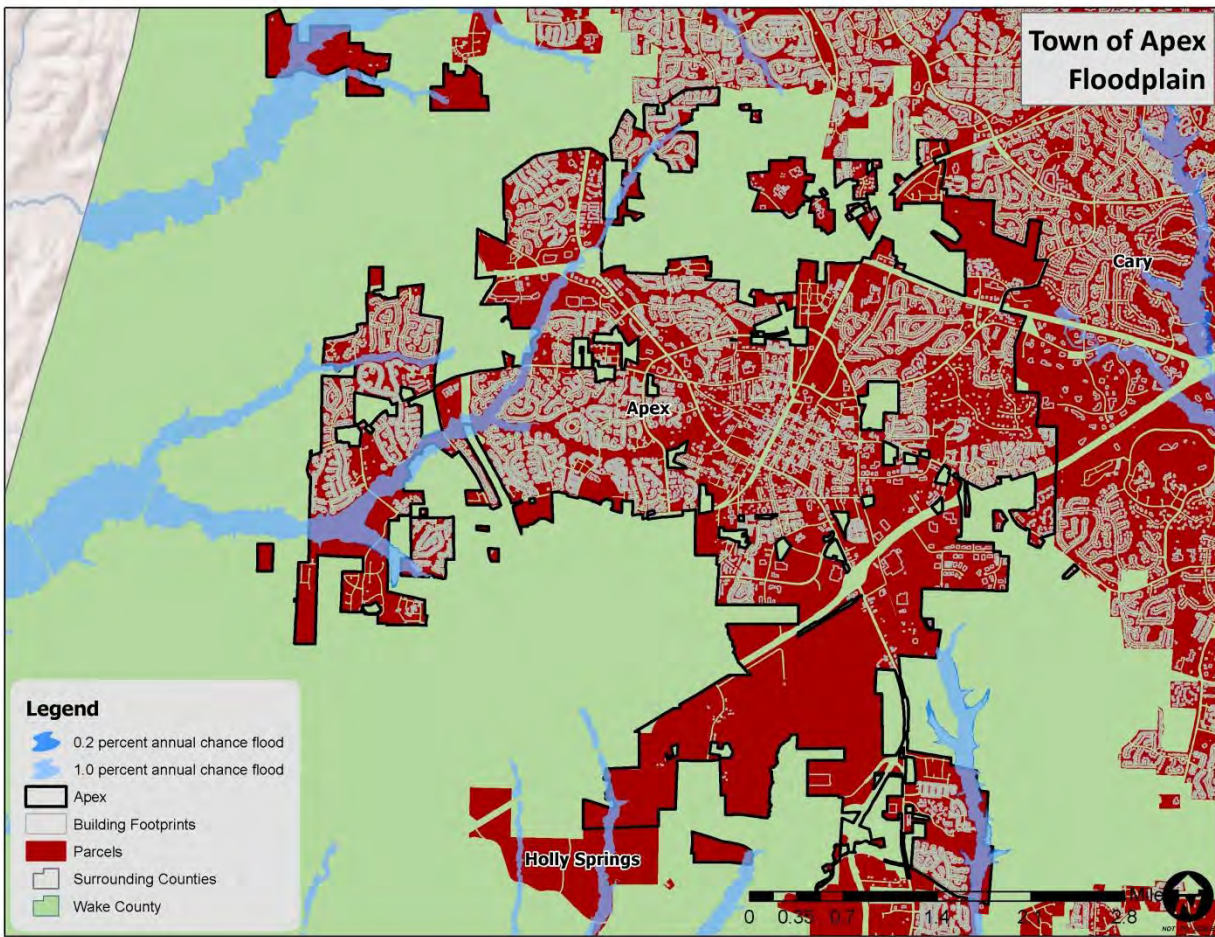 Town of Apex
Floodplain
Cary
Apex
Holly Springs
Legend
0.2 percent annual chance flood
1.0 percent annual chance flood
Apex
Building Footprints
Parcels
Surrounding Counties
Wake County
0 0.35 0.7 1.4 2.8